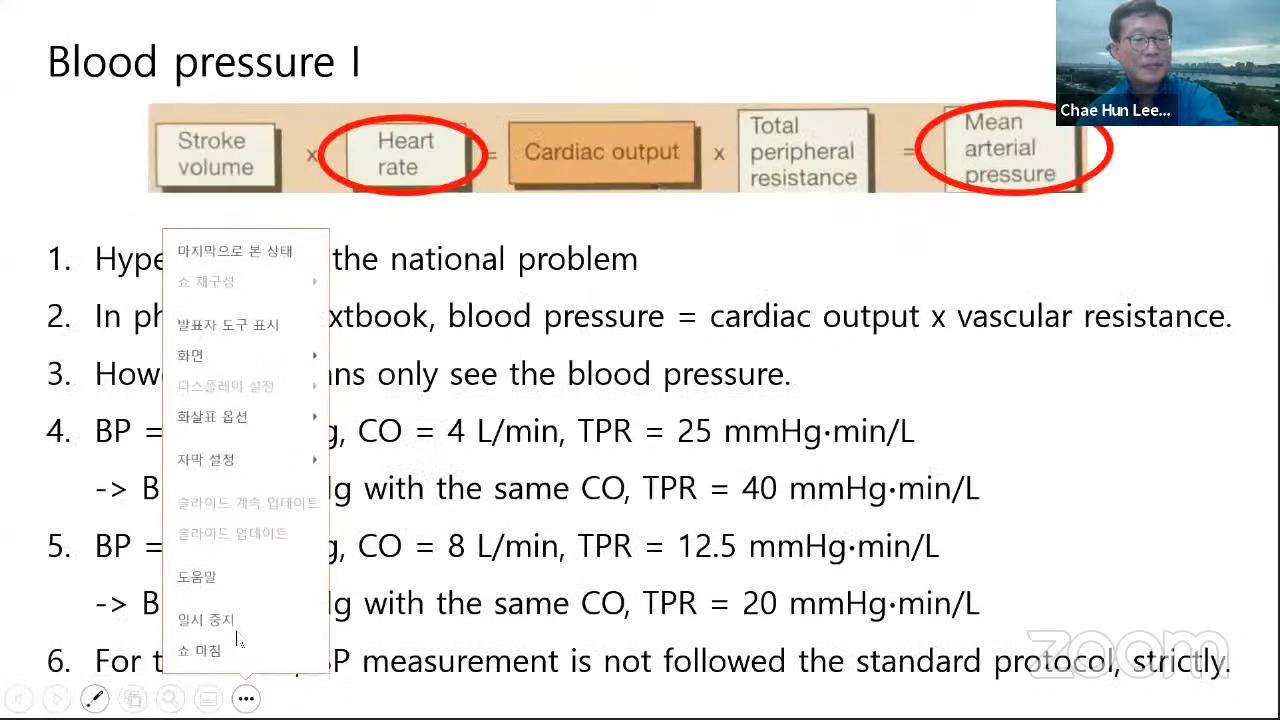 Blood pressure I
Chae Hun Lee...
Stroke volume
x
Heart rate
=
Cardiac output
x
Total peripheral resistance
=
Mean arterial pressure
1. Hype the national problem
2. In ph xtbook, blood pressure = cardiac output x vascular resistance.
3. How ans only see the blood pressure.
4. BP = g, CO = 4 L/min, TPR = 25 mmHg·min/L
-> B Hg with the same CO, TPR = 40 mmHg·min/L
5. BP = g, CO = 8 L/min, TPR = 12.5 mmHg·min/L
-> B Hg with the same CO, TPR = 20 mmHg·min/L
6. For t BP measurement is not followed the standard protocol, strictly.
마지막으로 본 상태
쇼 재구성
발표자 도구 표시
화면
디스플레이 설정
화살표 옵션
자막 설정
슬라이드 계속 업데이트
슬라이드 업데이트
도움말
일시 중지
쇼 마침
zoom